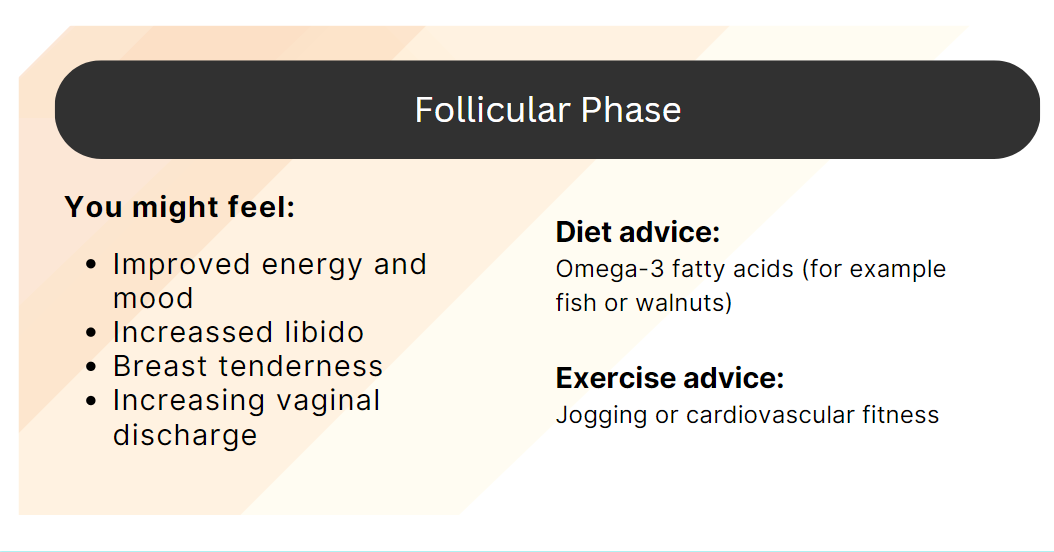 Follicular Phase
You might feel:
• Improved energy and
mood
• Increassed libido
• Breast tenderness
• Increasing vaginal
discharge
Diet advice:
Omega-3 fatty acids (for example
fish or walnuts)
Exercise advice:
Jogging or cardiovascular fitness